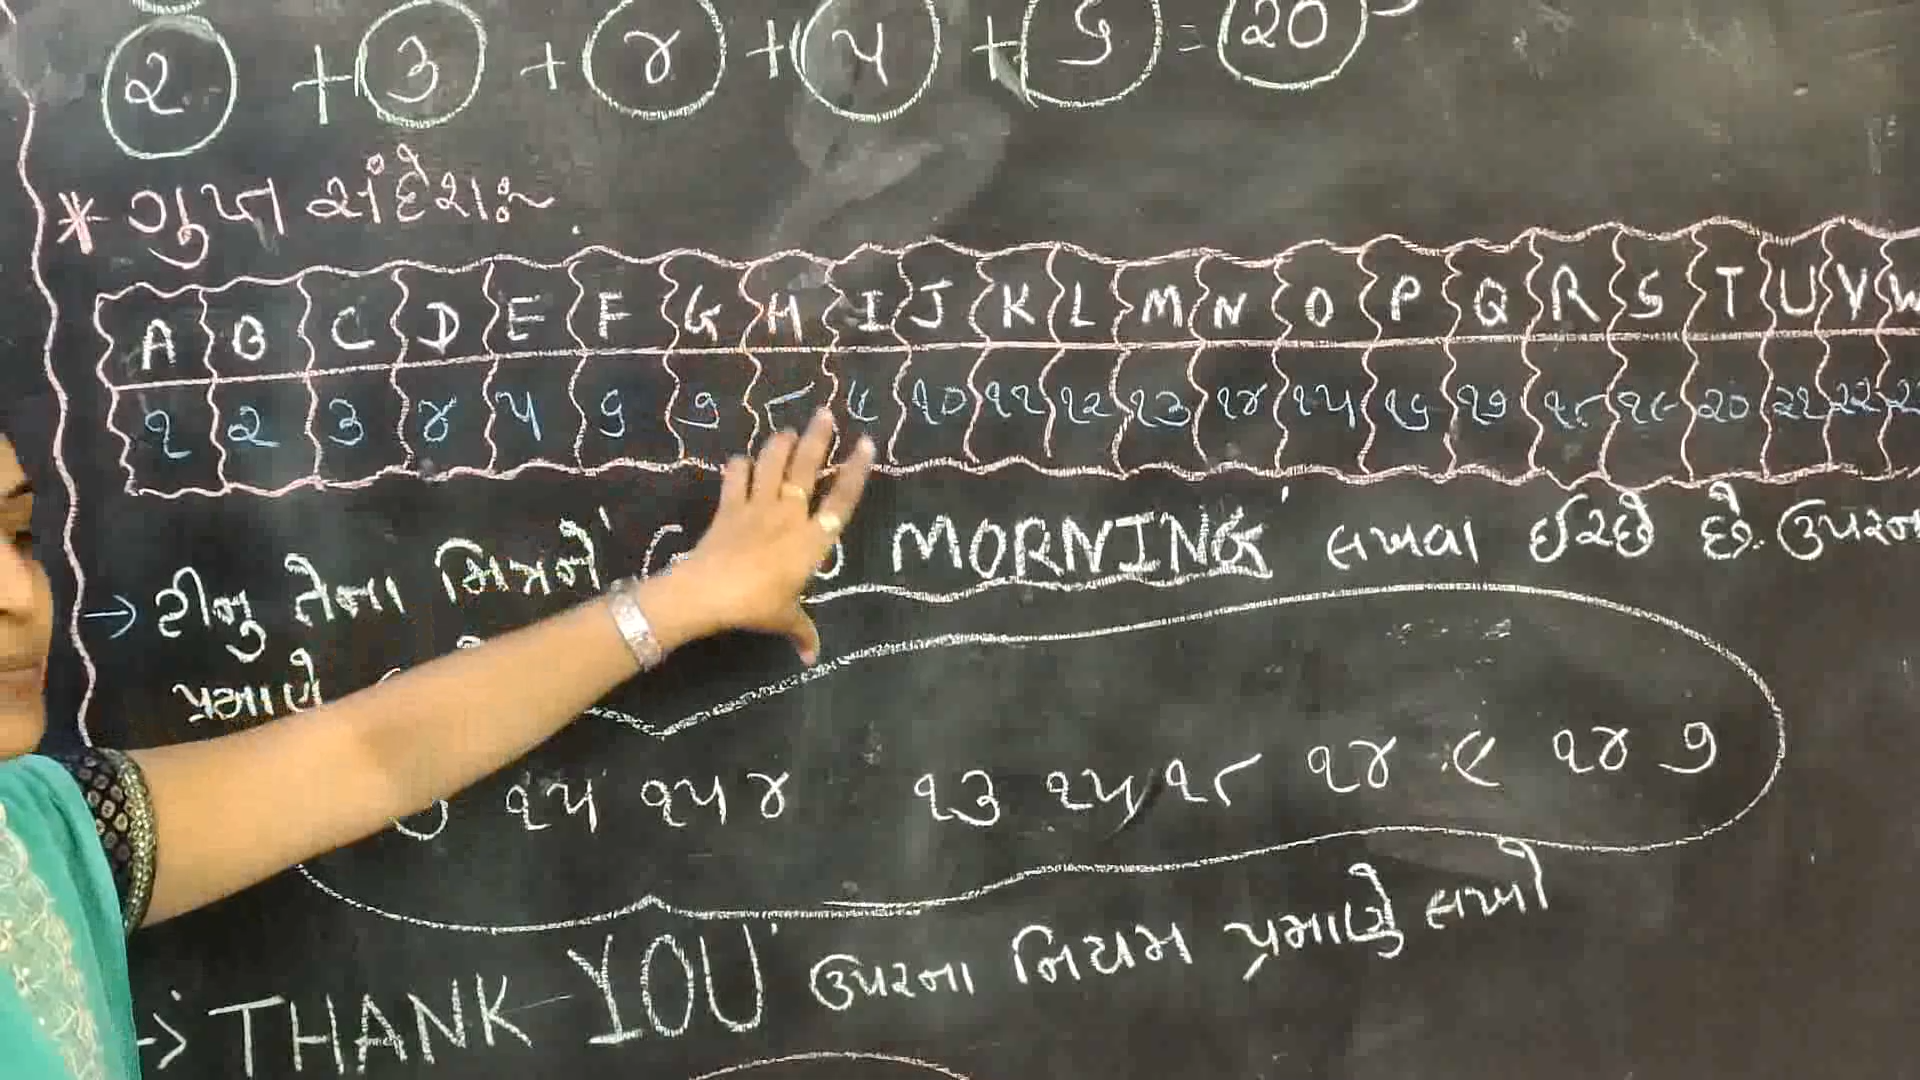 ૨ + ૩ + ૪ + ૫ + ૬ = ૨૦
* ગુપ્ત સંદેશ:~
A B C D E F G H I J K L M N O P Q R S T U V W
૧ ૨ ૩ ૪ ૫ ૬ ૭ ૮ ૯ ૧૦ ૧૧ ૧૨ ૧૩ ૧૪ ૧૫ ૧૬ ૧૭ ૧૮ ૧૯ ૨૦ ૨૧ ૨૨
→ ટીનુ તેના મિત્રને ' MORNING' લખવા ઈચ્છે છે. ઉપરના
પ્રમાણે
૭ ૧૫ ૧૫ ૪ ૧૩ ૧૫ ૧૮ ૧૪ ૯ ૧૪ ૭
→ 'THANK YOU' ઉપરના નિયમ પ્રમાણે લખો